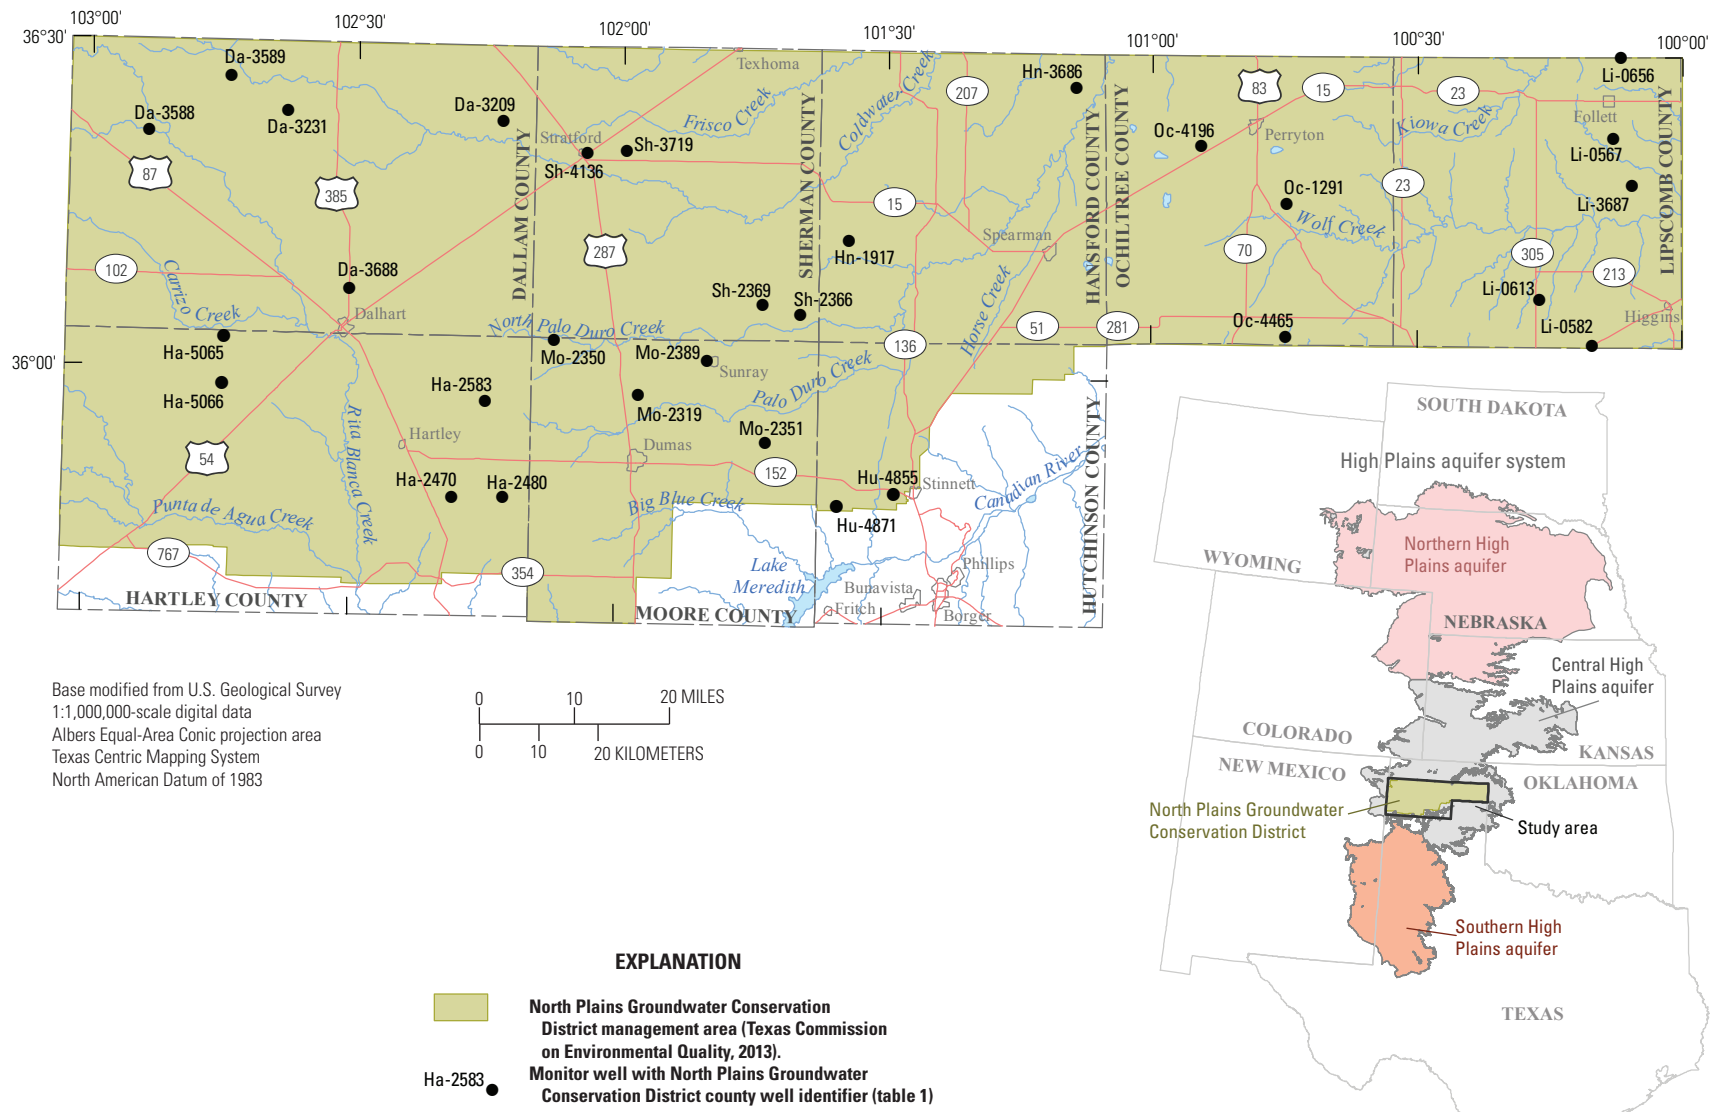 103°00'
102°30'
102°00'
101°30'
101°00'
100°30'
100°00'
36°30'
36°00'
Da-3589
Da-3588
Da-3231
Da-3209
Texhoma
Frisco Creek
Coldwater Creek
207
Hn-3686
83
15
23
Li-0656
Stratford
Sh-3719
Sh-4136
Oc-4196
Perryton
Kiowa Creek
Follett
Li-0567
87
385
DALLAM COUNTY
SHERMAN COUNTY
HANSFORD COUNTY
OCHILTREE COUNTY
LIPSCOMB COUNTY
15
Oc-1291
23
Li-3687
Wolf Creek
287
Spearman
Hn-1917
70
305
213
102
Carrizo Creek
Da-3688
Sh-2369
Sh-2366
Horse Creek
Li-0613
Dalhart
North Palo Duro Creek
51
281
Oc-4465
Li-0582
Higgins
Ha-5065
Mo-2350
Mo-2389
136
Sunray
Ha-5066
Ha-2583
Palo Duro Creek
Mo-2319
Rita Blanca Creek
Mo-2351
Hartley
Dumas
54
152
Ha-2470
Ha-2480
Hu-4855
Stinnett
Canadian River
Punta de Agua Creek
Big Blue Creek
Hu-4871
HUTCHINSON COUNTY
767
354
Lake
Meredith
Phillips
Bunavista
Fritch
Borger
HARTLEY COUNTY
MOORE COUNTY
Base modified from U.S. Geological Survey
1:1,000,000-scale digital data
Albers Equal-Area Conic projection area
Texas Centric Mapping System
North American Datum of 1983
0 10 20 MILES
0 10 20 KILOMETERS
SOUTH DAKOTA
High Plains aquifer system
Northern High
Plains aquifer
WYOMING
NEBRASKA
Central High
Plains aquifer
COLORADO
KANSAS
NEW MEXICO
OKLAHOMA
North Plains Groundwater
Conservation District
Study area
Southern High
Plains aquifer
TEXAS
EXPLANATION
North Plains Groundwater Conservation
District management area (Texas Commission
on Environmental Quality, 2013).
Ha-2583
Monitor well with North Plains Groundwater
Conservation District county well identifier (table 1)